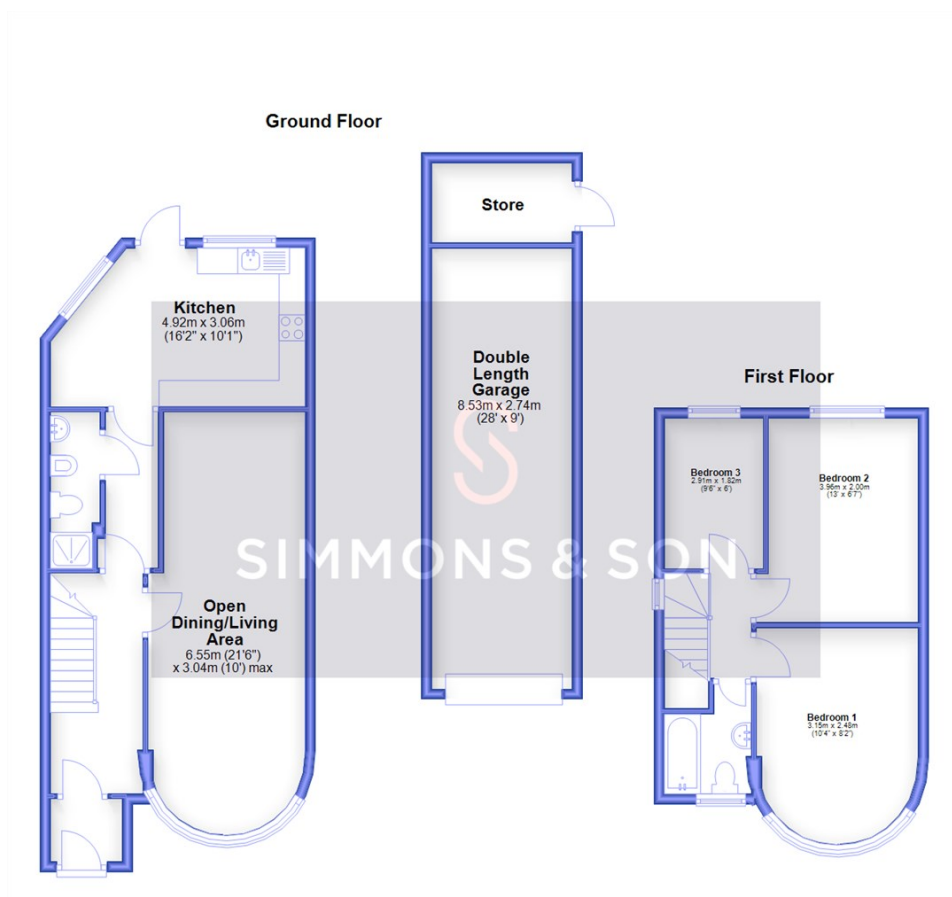 Ground Floor
Store
Kitchen
4.92m x 3.06m
(16'2" x 10'1")
Double
Length
Garage
8.53m x 2.74m
(28' x 9')
First Floor
Bedroom 3
2.91m x 1.82m
(9'6" x 6')
Bedroom 2
3.96m x 2.00m
(13' x 6'7")
SIMMONS & SON
Open
Dining/Living
Area
6.55m (21'6")
x 3.04m (10') max
Bedroom 1
3.15m x 2.48m
(10'4" x 8'2")